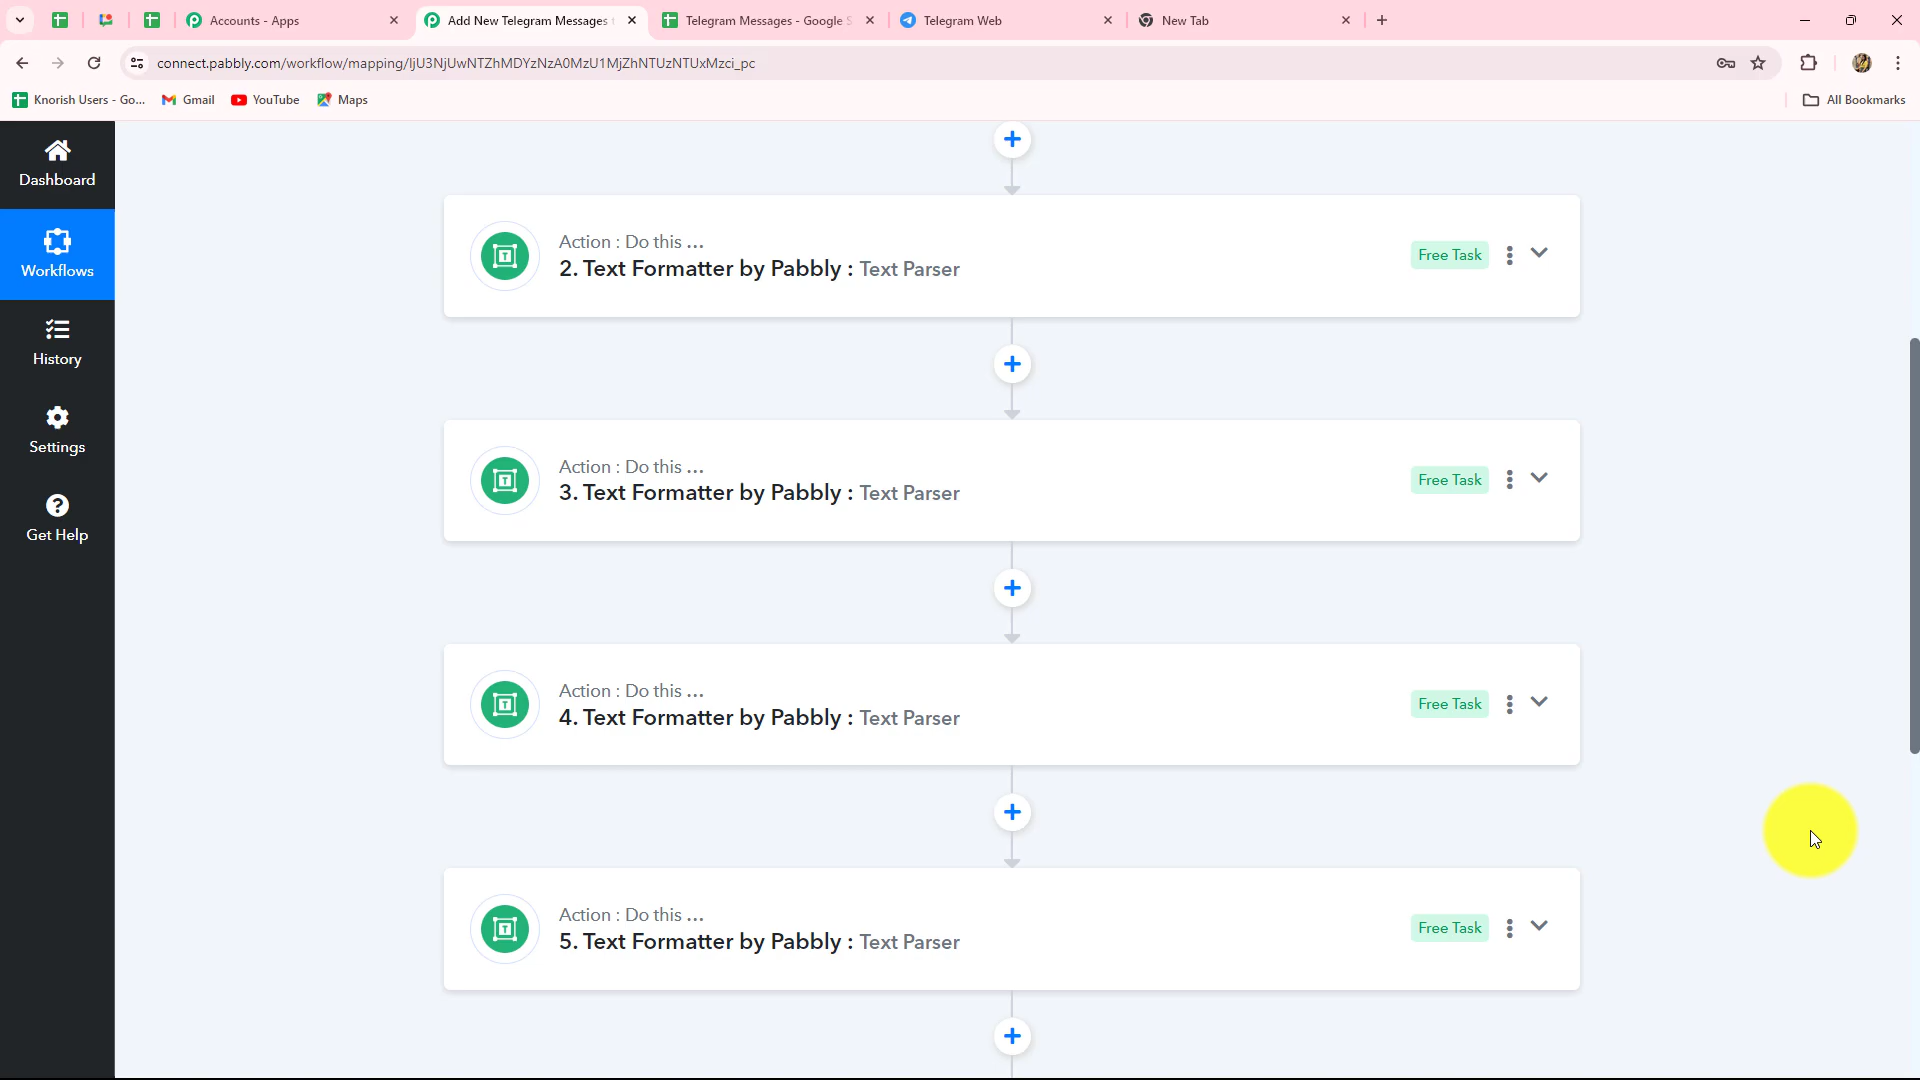 Accounts - Apps
Add New Telegram Messages
Telegram Messages - Google S
Telegram Web
New Tab
connect.pabbly.com/workflow/mapping/IjU3NjUwNTZhMDYzNzA0MzU1MjZhNTUzNTUxMzci_pc
Knorish Users - Go...
Gmail
YouTube
Maps
All Bookmarks
Dashboard
Workflows
History
Settings
Get Help
Action : Do this ...
2. Text Formatter by Pabbly : Text Parser
Free Task
Action : Do this ...
3. Text Formatter by Pabbly : Text Parser
Free Task
Action : Do this ...
4. Text Formatter by Pabbly : Text Parser
Free Task
Action : Do this ...
5. Text Formatter by Pabbly : Text Parser
Free Task